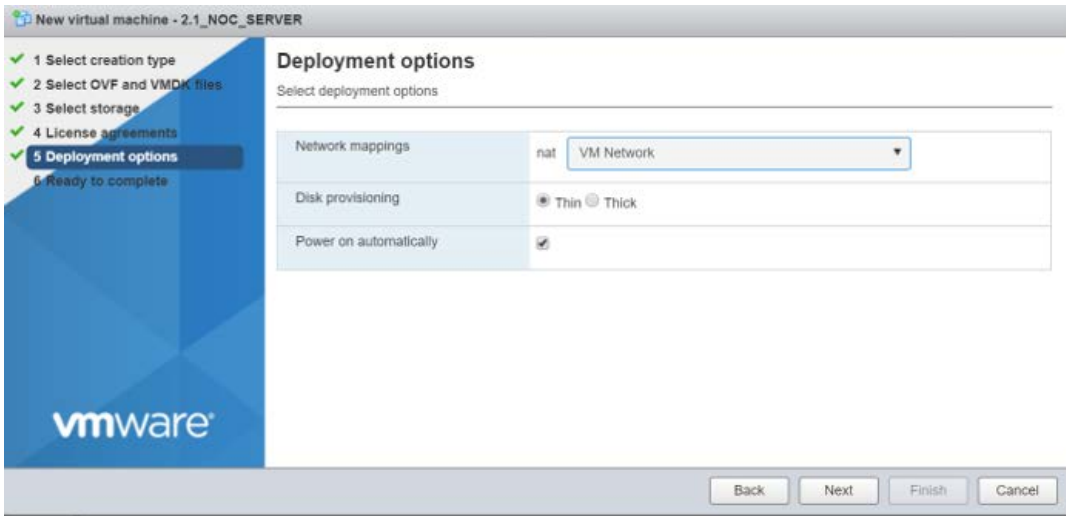 New virtual machine - 2.1_NOC_SERVER
1 Select creation type
2 Select OVF and VMDK files
3 Select storage
4 License agreements
5 Deployment options
6 Ready to complete
Deployment options
Select deployment options
Network mappings
nat VM Network
Disk provisioning
Thin Thick
Power on automatically
vmware
Back Next Finish Cancel